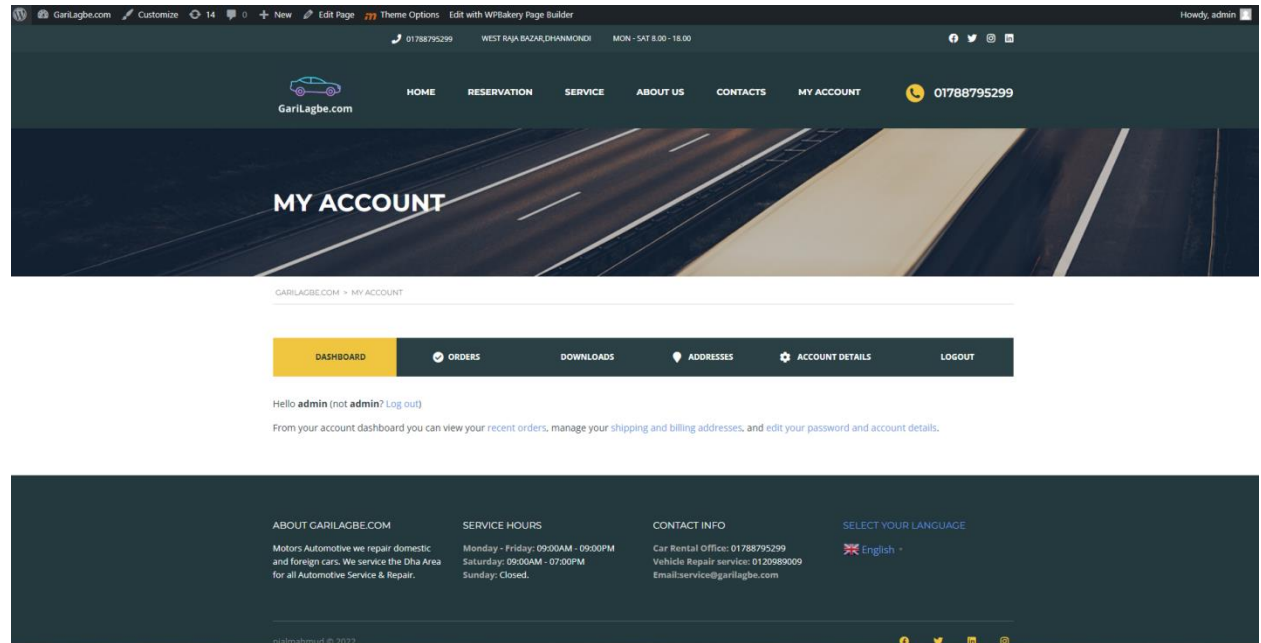 GariLagbe.com Customize 14 0 New Edit Page Theme Options Edit with WPBakery Page Builder Howdy, admin
01788795299 WEST RAJA BAZAR,DHANMONDI MON - SAT 8.00 - 18.00
GariLagbe.com
HOME RESERVATION SERVICE ABOUT US CONTACTS MY ACCOUNT 01788795299
MY ACCOUNT
GARILAGBE.COM > MY ACCOUNT
DASHBOARD ORDERS DOWNLOADS ADDRESSES ACCOUNT DETAILS LOGOUT
Hello admin (not admin? Log out)
From your account dashboard you can view your recent orders, manage your shipping and billing addresses, and edit your password and account details.
ABOUT GARILAGBE.COM
Motors Automotive we repair domestic
and foreign cars. We service the Dha Area
for all Automotive Service & Repair.
SERVICE HOURS
Monday - Friday: 09:00AM - 09:00PM
Saturday: 09:00AM - 07:00PM
Sunday: Closed.
CONTACT INFO
Car Rental Office: 01788795299
Vehicle Repair service: 0120989009
Email:service@garilagbe.com
SELECT YOUR LANGUAGE
English
© 2022